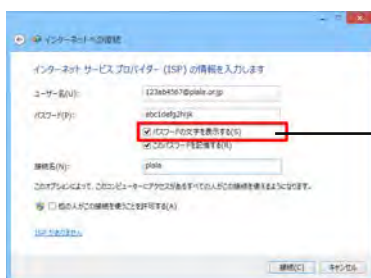 インターネットへの接続
インターネット サービス プロバイダー (ISP) の情報を入力します
ユーザー名(U):
123ab4567@plala.or.jp
パスワード(P):
abc1defg2hijk
パスワードの文字を表示する(S)
このパスワードを記憶する(R)
接続名(N):
plala
このオプションによって、このコンピューターにアクセスがあるすべての人がこの接続を使えるようになります。
他の人がこの接続を使うことを許可する(A)
ISP がありません
接続(C)
キャンセル